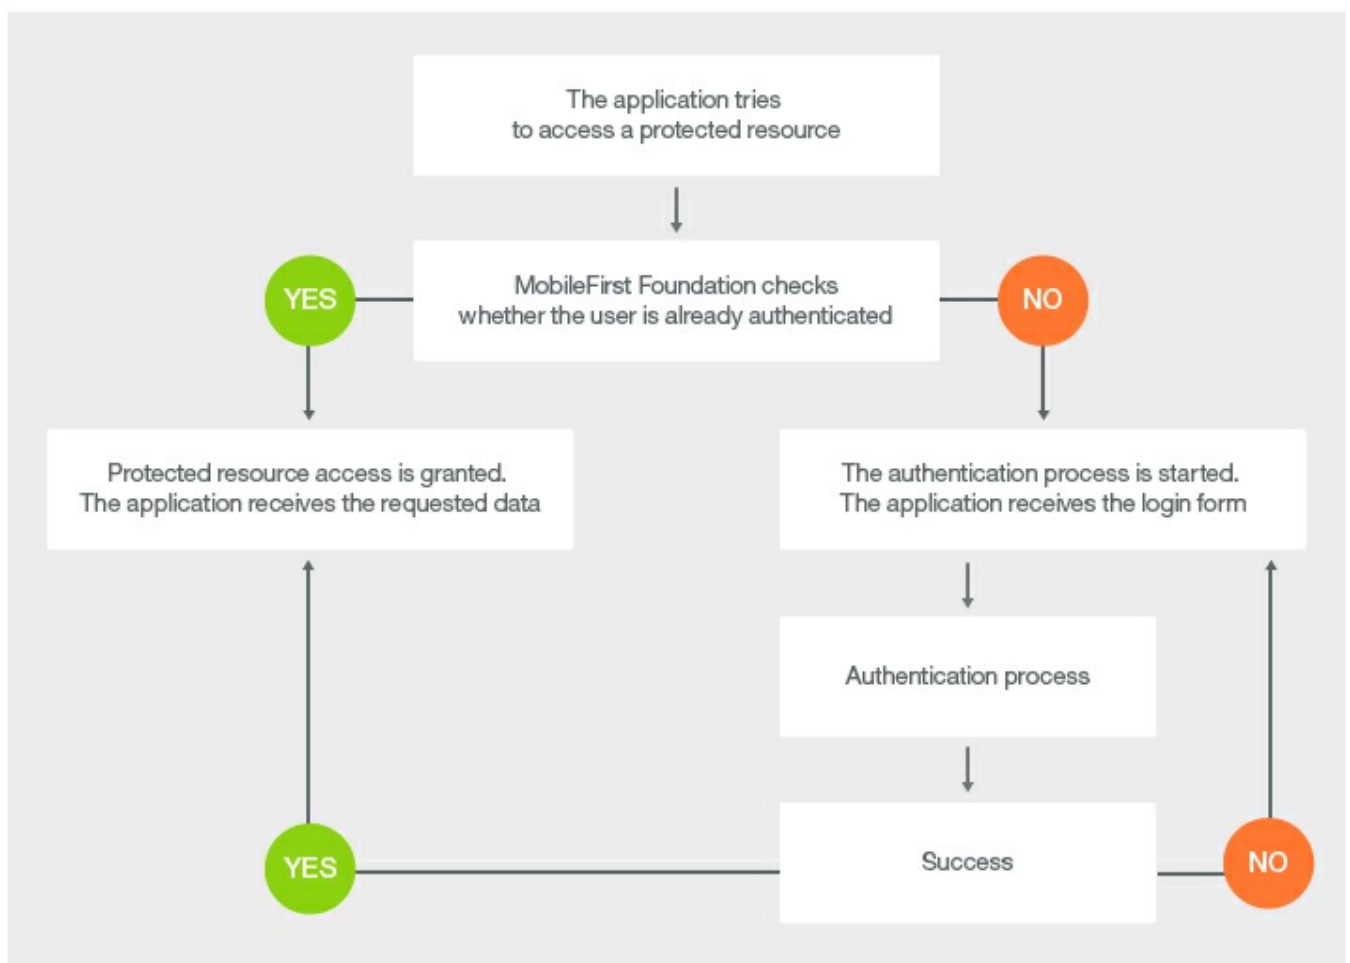 The application tries
to access a protected resource
YES
MobileFirst Foundation checks
whether the user is already authenticated
NO
Protected resource access is granted.
The application receives the requested data
The authentication process is started.
The application receives the login form
Authentication process
YES
Success
NO